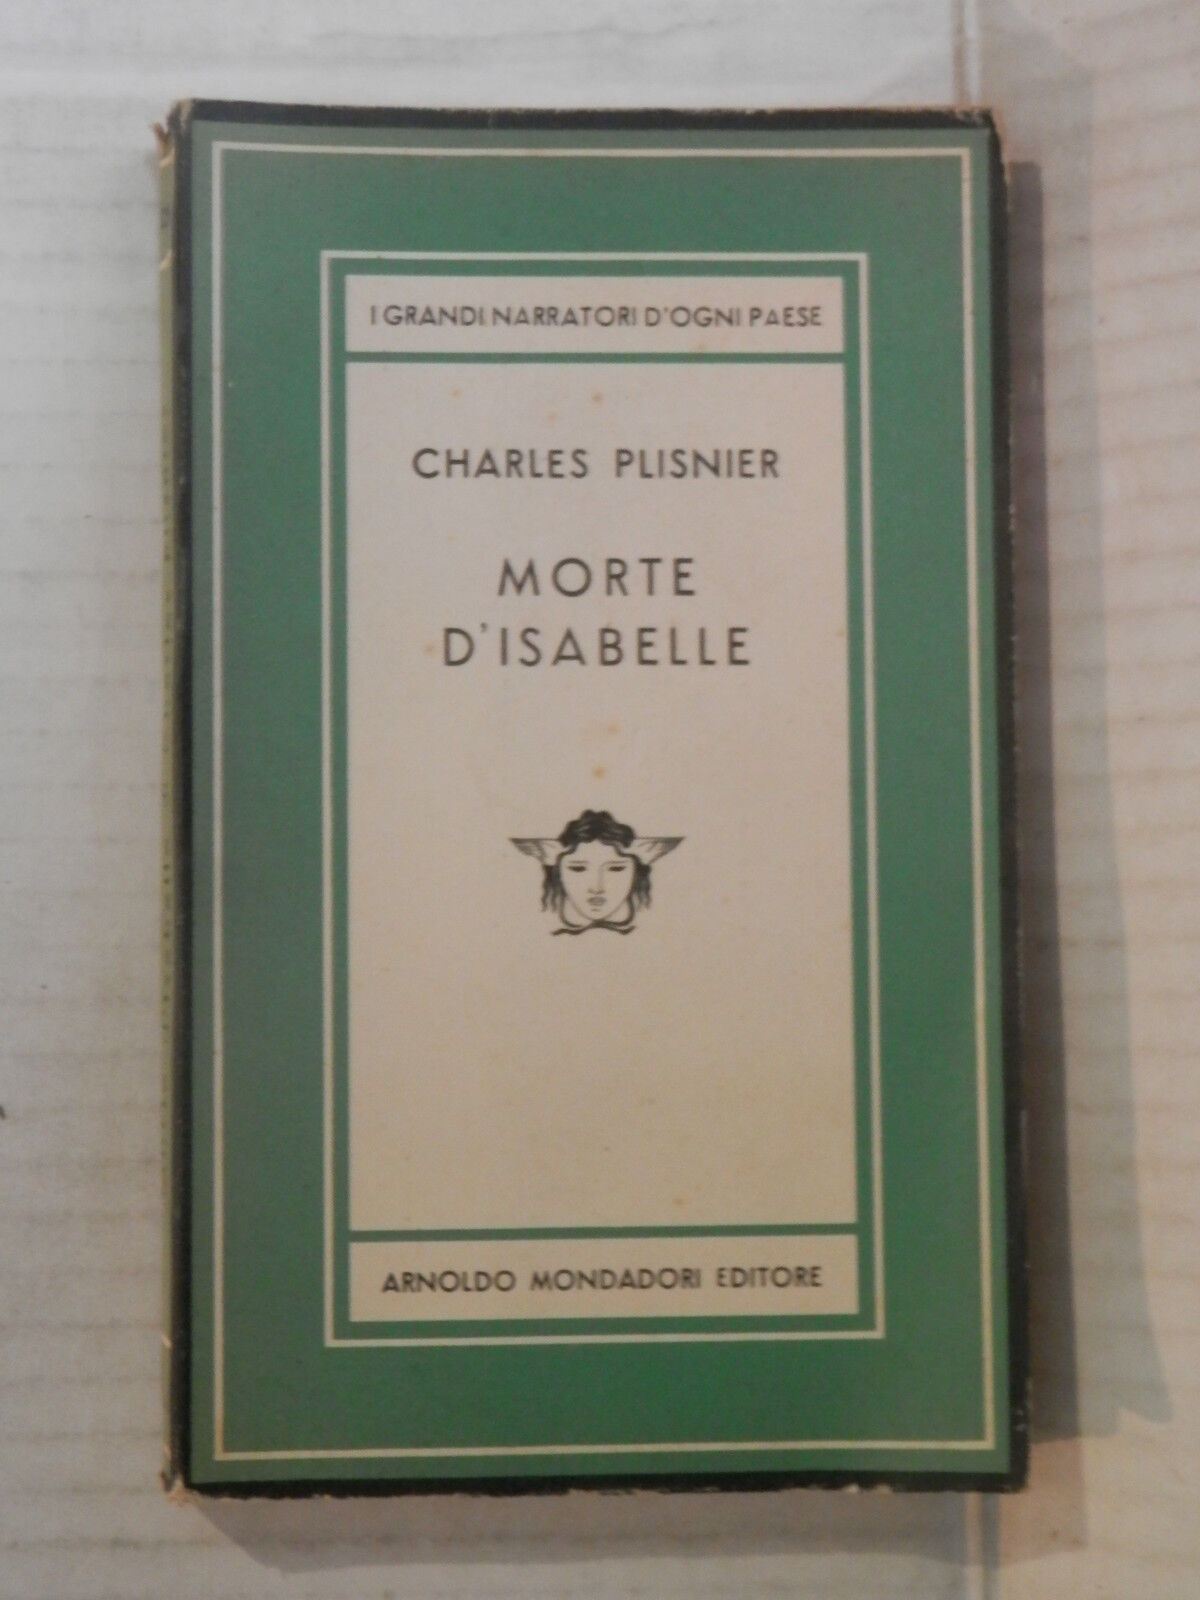 I GRANDI NARRATORI D'OGNI PAESE
CHARLES PLISNIER
MORTE
D'ISABELLE
ARNOLDO MONDADORI EDITORE